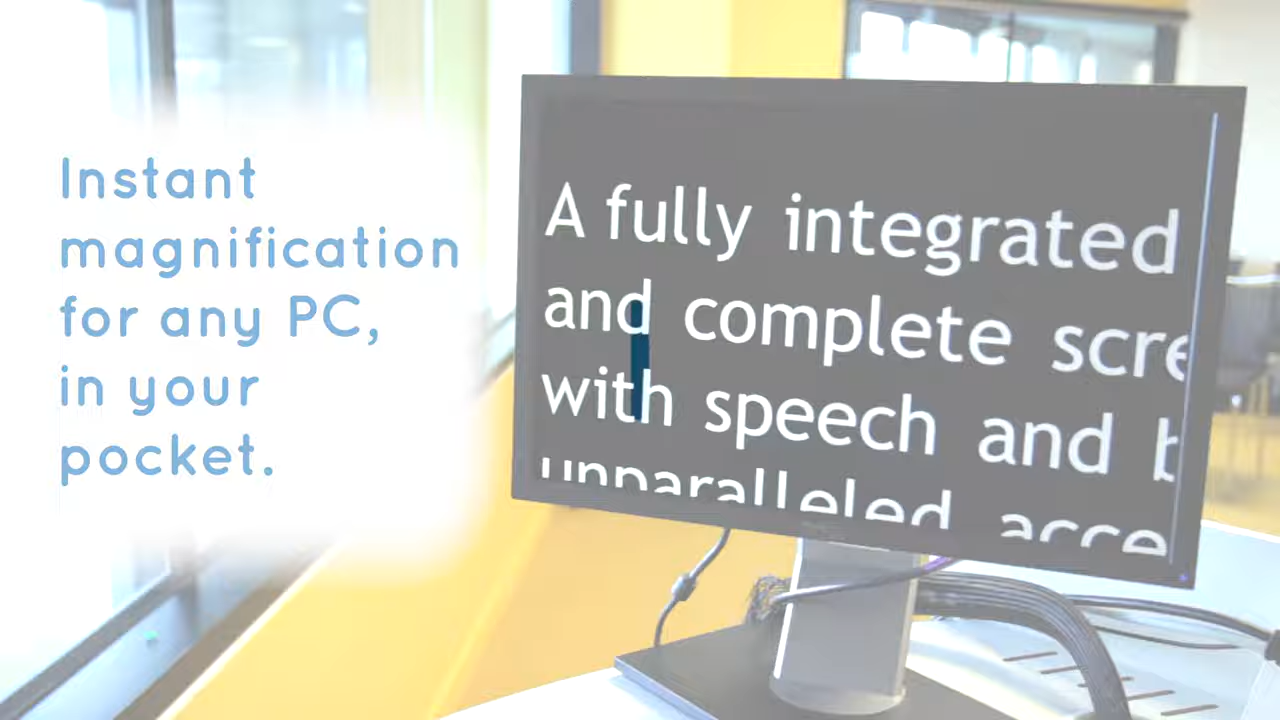 Instant
magnification
for any PC,
in your
pocket.
A fully integrated
and complete scre
with speech and b
unparalleled acce